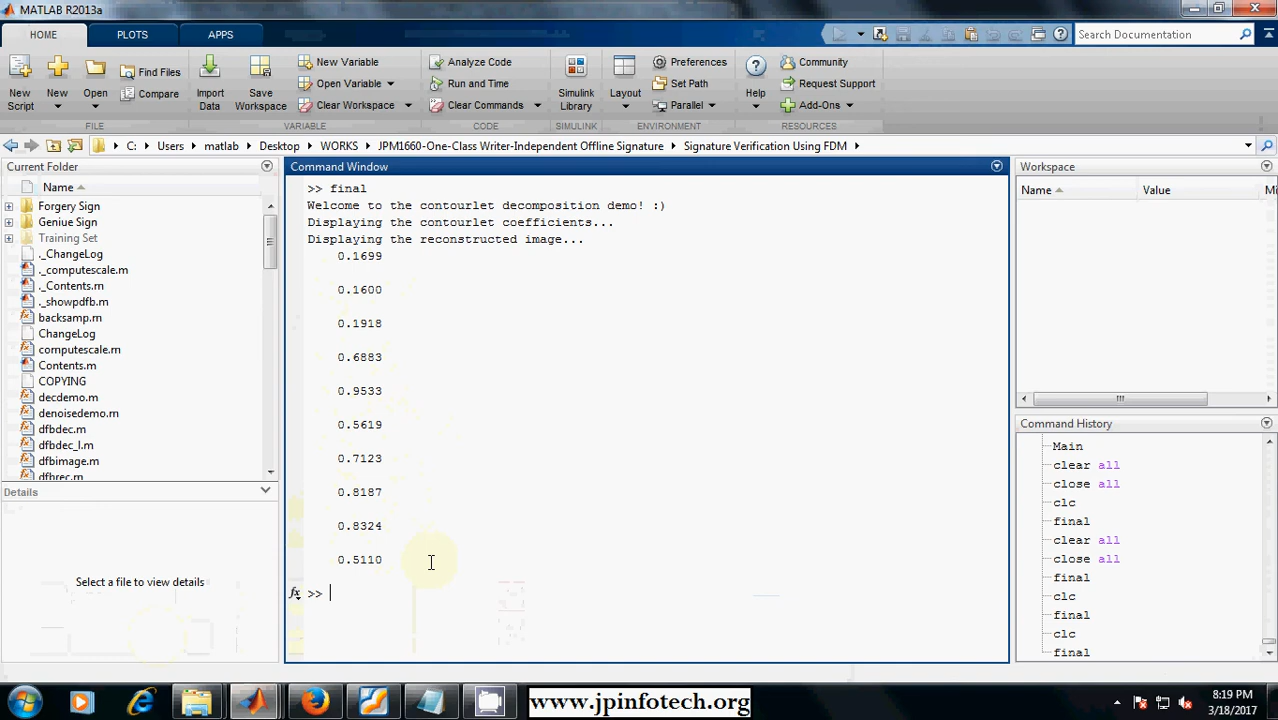 MATLAB R2013a
HOME PLOTS APPS
Search Documentation
New Script
New
Open
Find Files
Compare
Import Data
Save Workspace
New Variable
Open Variable
Clear Workspace
Analyze Code
Run and Time
Clear Commands
Simulink Library
Layout
Preferences
Set Path
Parallel
Help
Community
Request Support
Add-Ons
FILE VARIABLE CODE SIMULINK ENVIRONMENT RESOURCES
C: Users matlab Desktop WORKS JPM1660-One-Class Writer-Independent Offline Signature Signature Verification Using FDM
Current Folder
Name
Forgery Sign
Geniue Sign
Training Set
._ChangeLog
._computescale.m
._Contents.m
._showpdfb.m
backsamp.m
ChangeLog
computescale.m
Contents.m
COPYING
decdemo.m
denoisedemo.m
dfbdec.m
dfbdec_l.m
dfbimage.m
dfbrec.m
Details
Select a file to view details
Command Window
>> final
Welcome to the contourlet decomposition demo! :)
Displaying the contourlet coefficients...
Displaying the reconstructed image...
0.1699
0.1600
0.1918
0.6883
0.9533
0.5619
0.7123
0.8187
0.8324
0.5110
fx >>
Workspace
Name Value Mi
Command History
Main
clear all
close all
clc
final
clear all
close all
final
clc
final
clc
final
www.jpinfotech.org
8:19 PM
3/18/2017